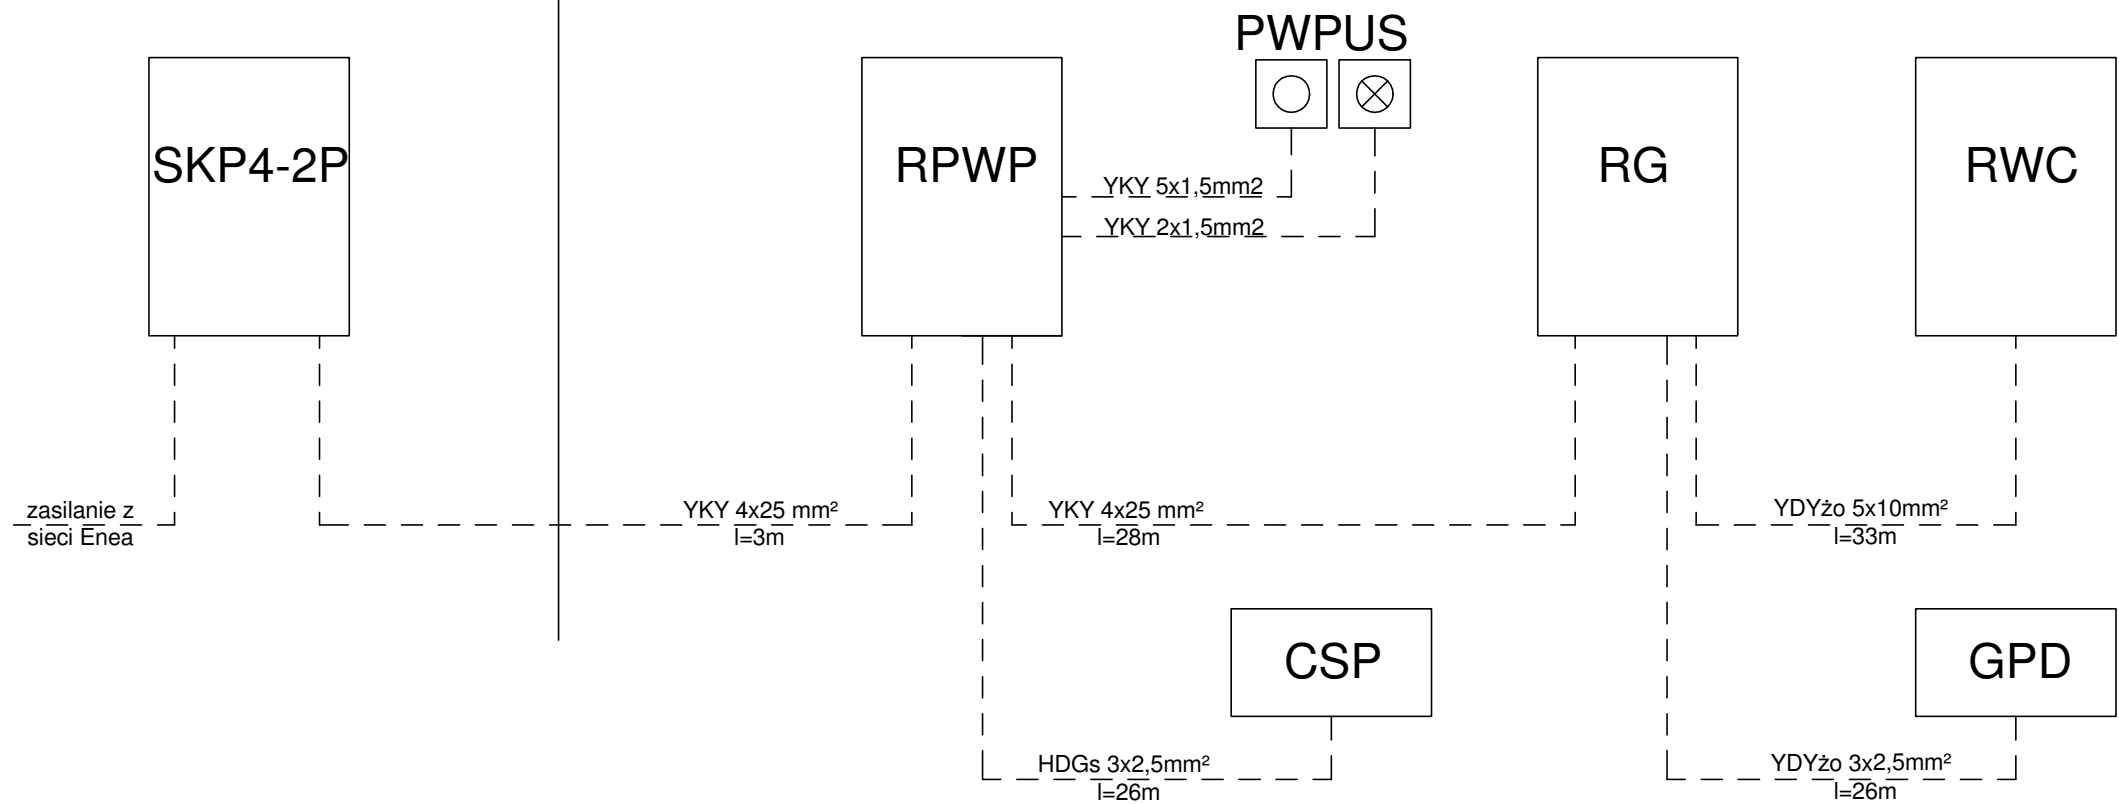 PWPUS
SKP4-2P
RPWP
RG
RWC
YKY 5x1,5mm2
YKY 2x1,5mm2
zasilanie z
sieci Enea
YKY 4x25 mm²
l=3m
YKY 4x25 mm²
l=28m
YDYżo 5x10mm²
l=33m
CSP
GPD
HDGs 3x2,5mm²
l=26m
YDYżo 3x2,5mm²
l=26m